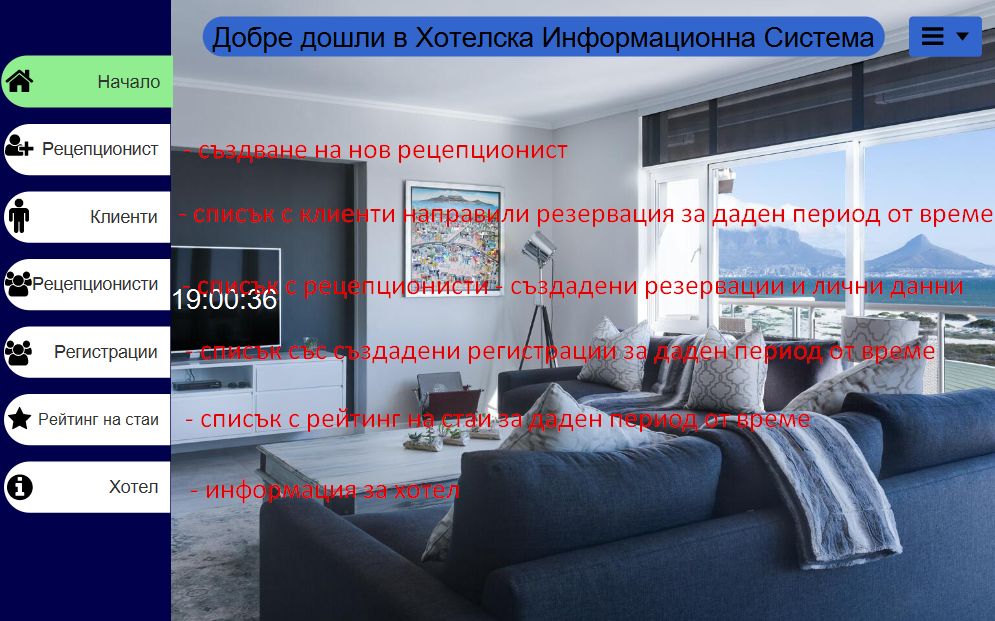 Добре дошли в Хотелска Информационна Система
Начало
Рецепционист - създване на нов рецепционист
Клиенти - списък с клиенти направили резервация за даден период от време
Рецепционисти - списък с рецепционисти - създадени резервации и лични данни
19:00:36
Регистрации - списък със създадени регистрации за даден период от време
Рейтинг на стаи - списък с рейтинг на стаи за даден период от време
Хотел - информация за хотел